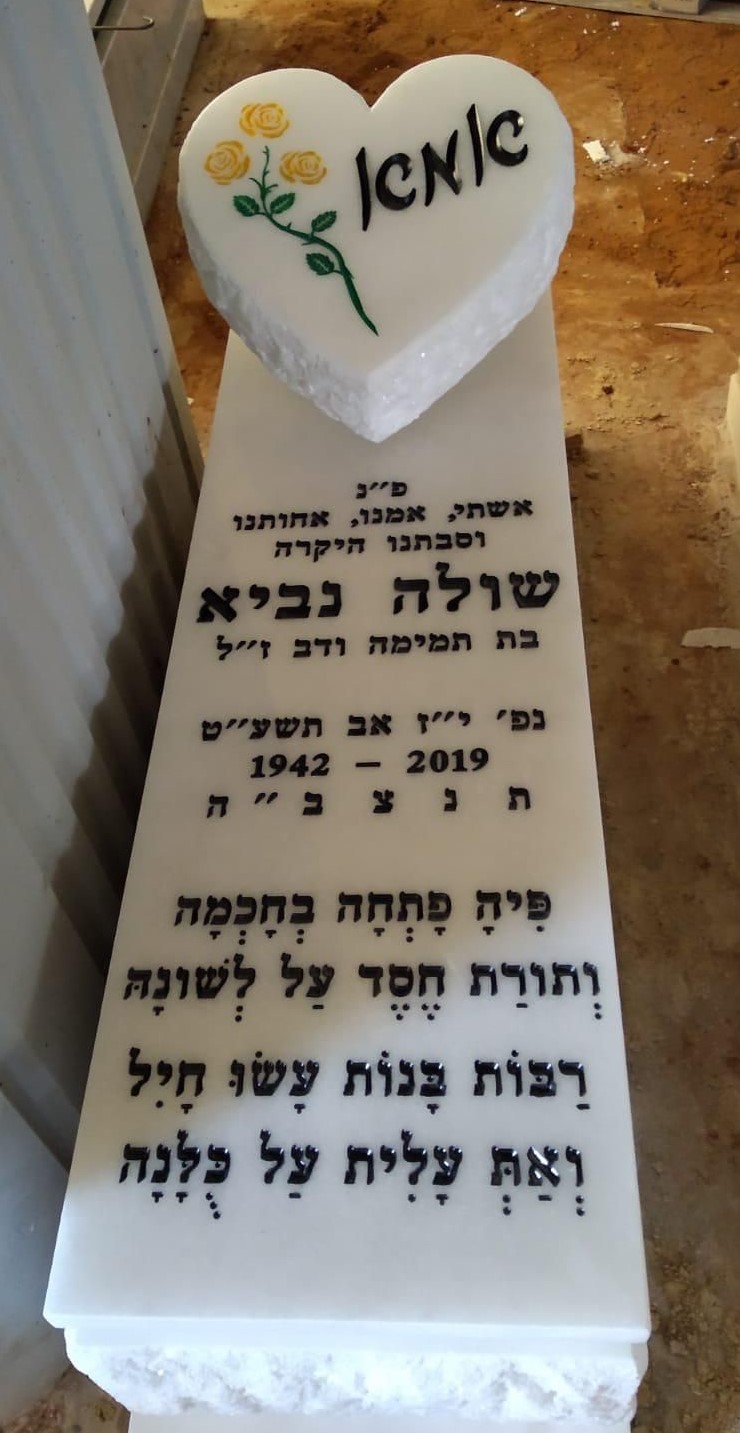 אמא
פ״נ
אשתי, אמנו, אחותנו
וסבתנו היקרה
שולה נביא
בת תמימה ודב ז״ל
נפ׳ י״ז אב תשע״ט
1942 – 2019
ת נ צ ב ״ ה
פִּיהָ פָּתְחָה בְחָכְמָה
וְתוֹרַת חֶסֶד עַל לְשׁוֹנָהּ
רַבּוֹת בָּנוֹת עָשׂוּ חָיִל
וְאַתְּ עָלִית עַל כֻּלָּנָה